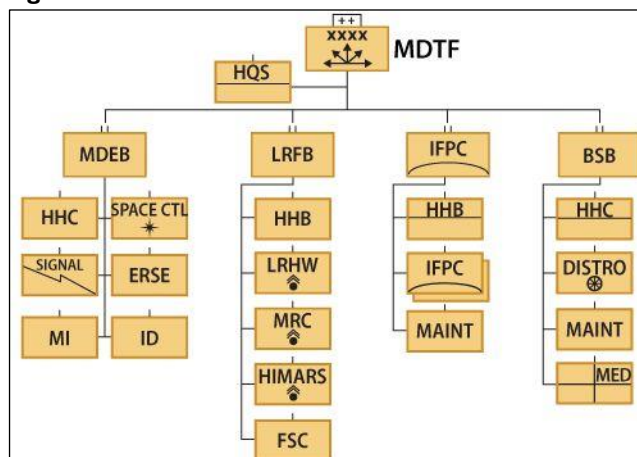 ++
XXXX
MDTF
HQS
MDEB
LRFB
IFPC
BSB
HHC
SPACE CTL
HHB
HHB
HHC
SIGNAL
ERSE
LRHW
IFPC
DISTRO
MI
ID
MRC
MAINT
MAINT
HIMARS
MED
FSC